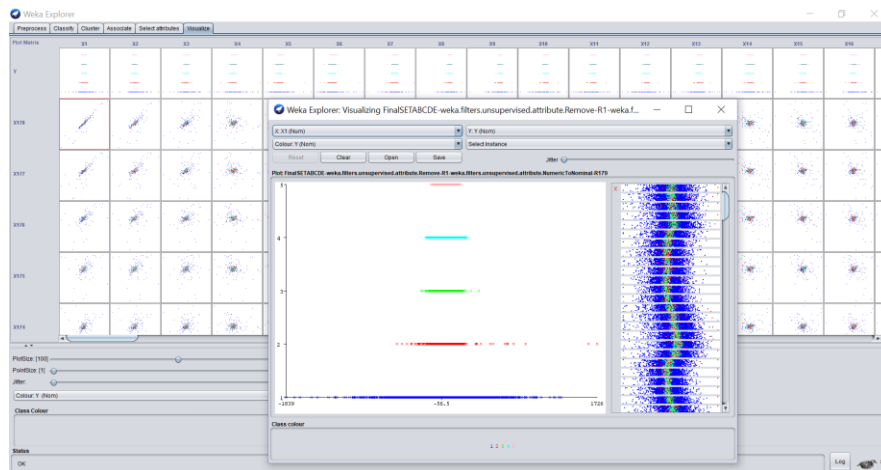 Weka Explorer
Preprocess Classify Cluster Associate Select attributes Visualize
Plot Matrix X1 X2 X3 X4 X5 X6 X7 X8 X9 X10 X11 X12 X13 X14 X15 X16
Y
X178
X177
X176
X175
X174
Weka Explorer: Visualizing FinalSETABCDE-weka.filters.unsupervised.attribute.Remove-R1-weka.f...
X: X1 (Num) Y: Y (Nom)
Colour: Y (Nom) Select Instance
Reset Clear Open Save Jitter
Plot: FinalSETABCDE-weka.filters.unsupervised.attribute.Remove-R1-weka.filters.unsupervised.attribute.NumericToNominal-R179
X
4
3
2
1
-1839 -56.5 1726
Class colour
1 2 3 4
PlotSize: [100]
PointSize: [1]
Jitter:
Colour: Y (Nom)
Class Colour
Status
OK
Log